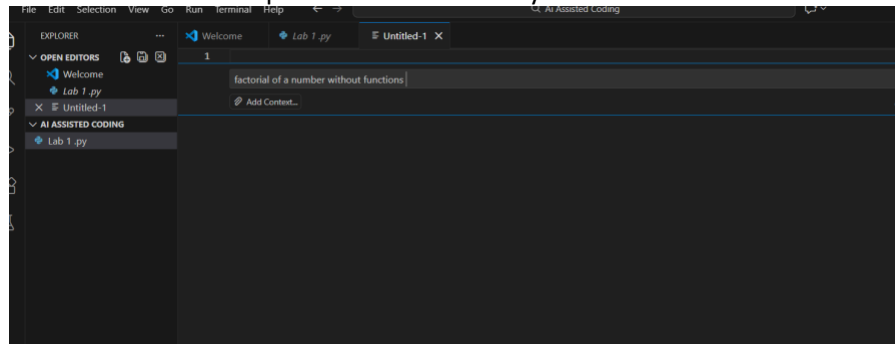 File Edit Selection View Go Run Terminal Help
Ai Assisted Coding
EXPLORER
Welcome
Lab 1 .py
Untitled-1
OPEN EDITORS
1
Welcome
factorial of a number without functions
Lab 1 .py
Add Context...
Untitled-1
AI ASSISTED CODING
Lab 1 .py